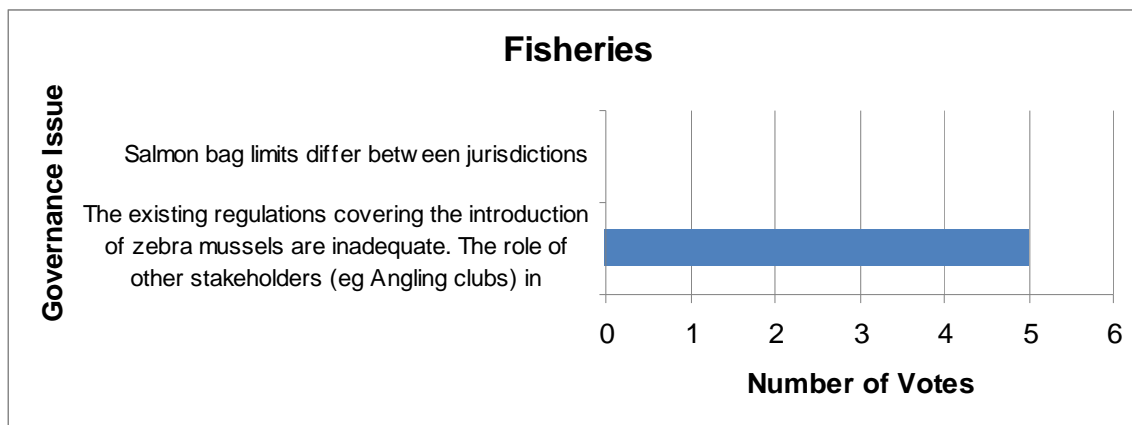 Fisheries
Governance Issue
Salmon bag limits differ between jurisdictions
The existing regulations covering the introduction
of zebra mussels are inadequate. The role of
other stakeholders (eg Angling clubs) in
0 1 2 3 4 5 6
Number of Votes